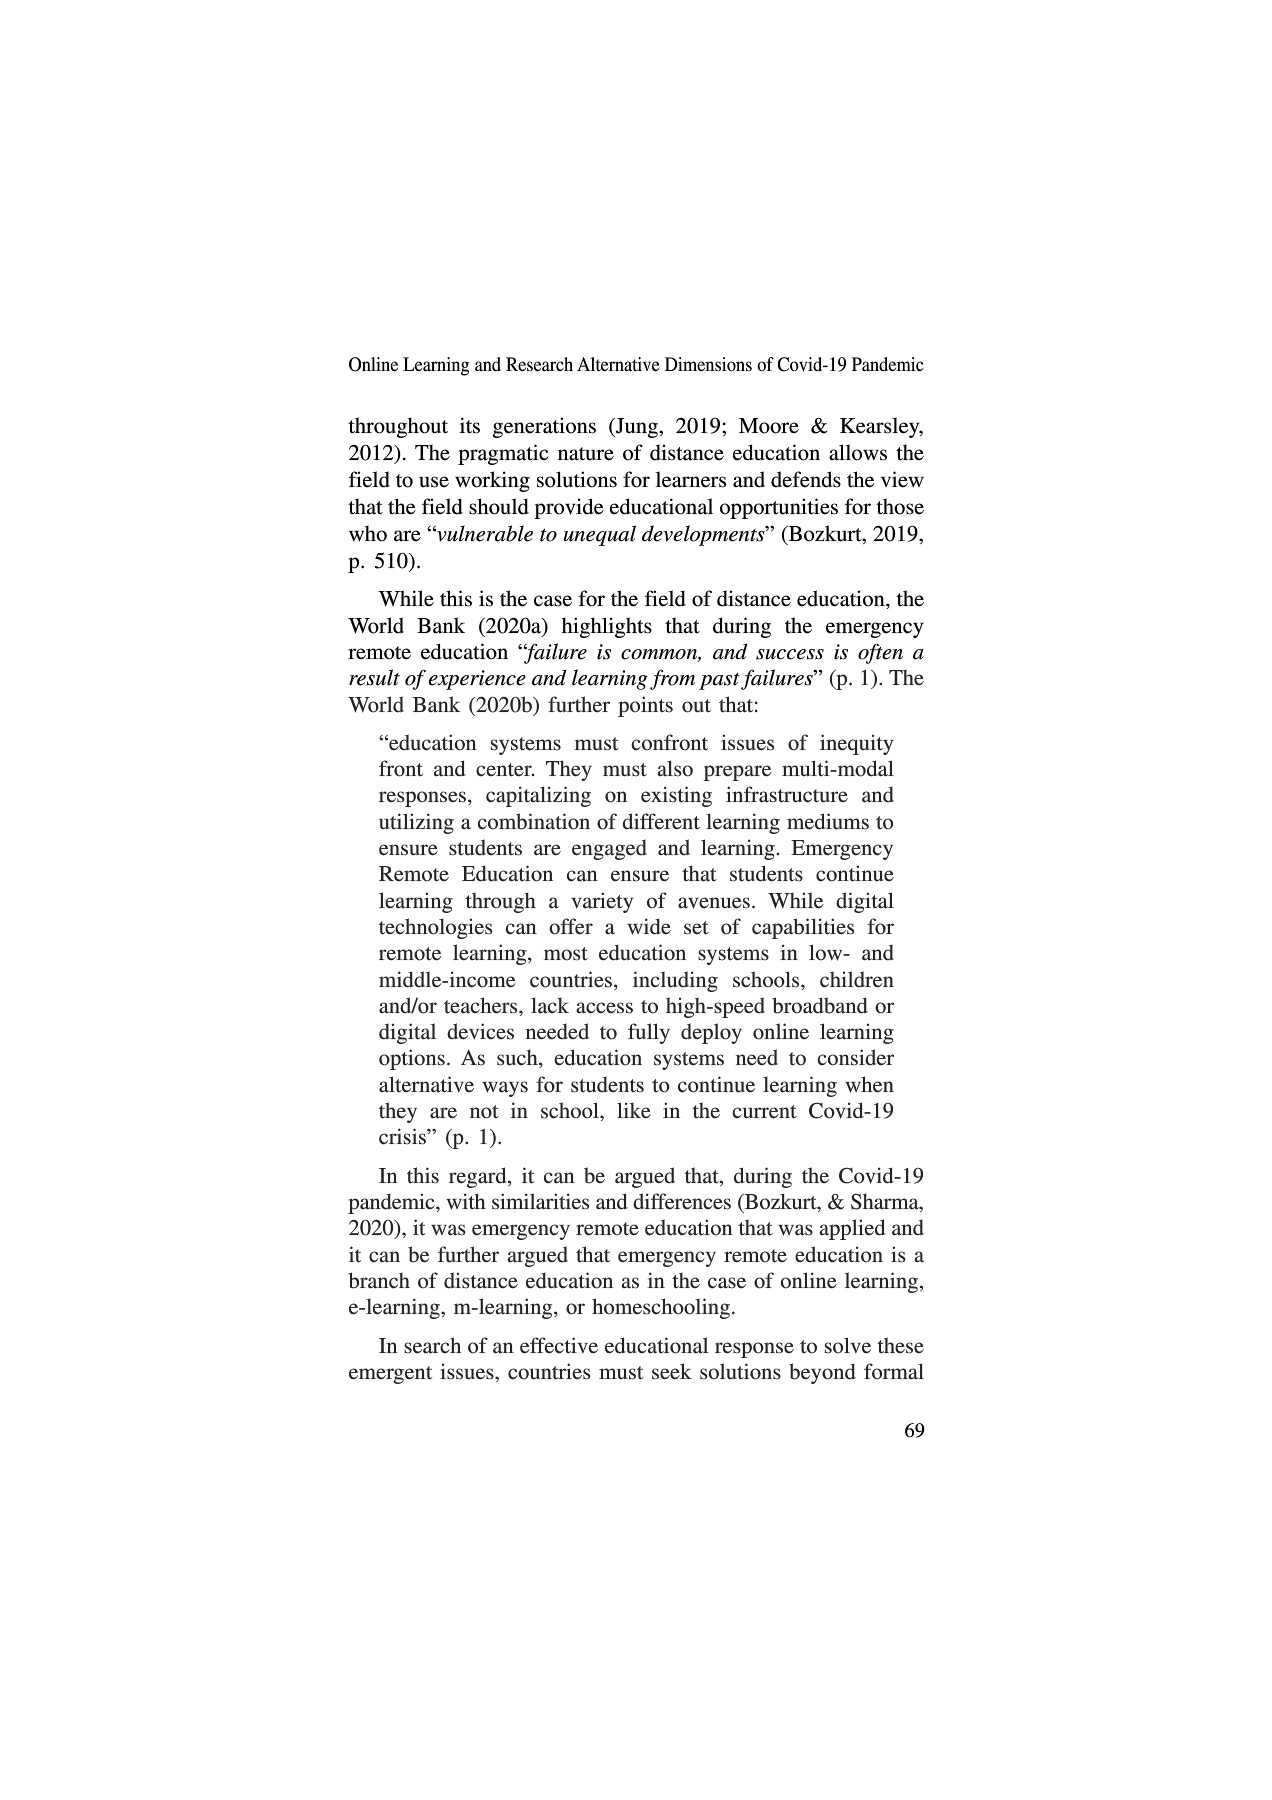 Online Learning and Research Alternative Dimensions of Covid-19 Pandemic
throughout its generations (Jung, 2019; Moore & Kearsley,
2012). The pragmatic nature of distance education allows the
field to use working solutions for learners and defends the view
that the field should provide educational opportunities for those
who are “vulnerable to unequal developments” (Bozkurt, 2019,
p. 510).
While this is the case for the field of distance education, the
World Bank (2020a) highlights that during the emergency
remote education “failure is common, and success is often a
result of experience and learning from past failures” (p. 1). The
World Bank (2020b) further points out that:
“education systems must confront issues of inequity
front and center. They must also prepare multi-modal
responses, capitalizing on existing infrastructure and
utilizing a combination of different learning mediums to
ensure students are engaged and learning. Emergency
Remote Education can ensure that students continue
learning through a variety of avenues. While digital
technologies can offer a wide set of capabilities for
remote learning, most education systems in low- and
middle-income countries, including schools, children
and/or teachers, lack access to high-speed broadband or
digital devices needed to fully deploy online learning
options. As such, education systems need to consider
alternative ways for students to continue learning when
they are not in school, like in the current Covid-19
crisis” (p. 1).
In this regard, it can be argued that, during the Covid-19
pandemic, with similarities and differences (Bozkurt, & Sharma,
2020), it was emergency remote education that was applied and
it can be further argued that emergency remote education is a
branch of distance education as in the case of online learning,
e-learning, m-learning, or homeschooling.
In search of an effective educational response to solve these
emergent issues, countries must seek solutions beyond formal
69